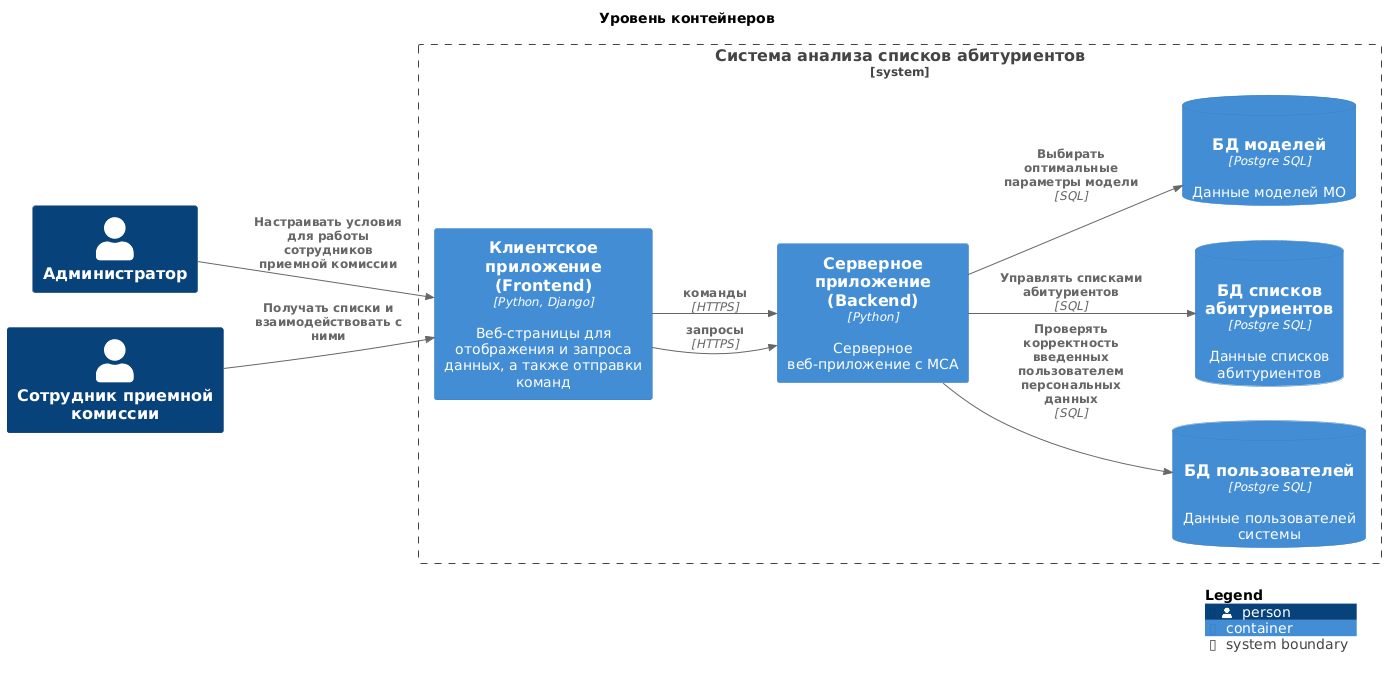 Уровень контейнеров
Система анализа списков абитуриентов
[system]
Администратор
Сотрудник приемной
комиссии
Настраивать условия
для работы
сотрудников
приемной комиссии
Получать списки и
взаимодействовать с
ними
Клиентское
приложение
(Frontend)
[Python, Django]
Веб-страницы для
отображения и запроса
данных, а также отправки
команд
команды
[HTTPS]
запросы
[HTTPS]
Серверное
приложение
(Backend)
[Python]
Серверное
веб-приложение с МСА
Выбирать
оптимальные
параметры модели
[SQL]
Управлять списками
абитуриентов
[SQL]
Проверять
корректность
введенных
пользователем
персональных
данных
[SQL]
БД моделей
[Postgre SQL]
Данные моделей МО
БД списков
абитуриентов
[Postgre SQL]
Данные списков
абитуриентов
БД пользователей
[Postgre SQL]
Данные пользователей
системы
Legend
person
container
system boundary